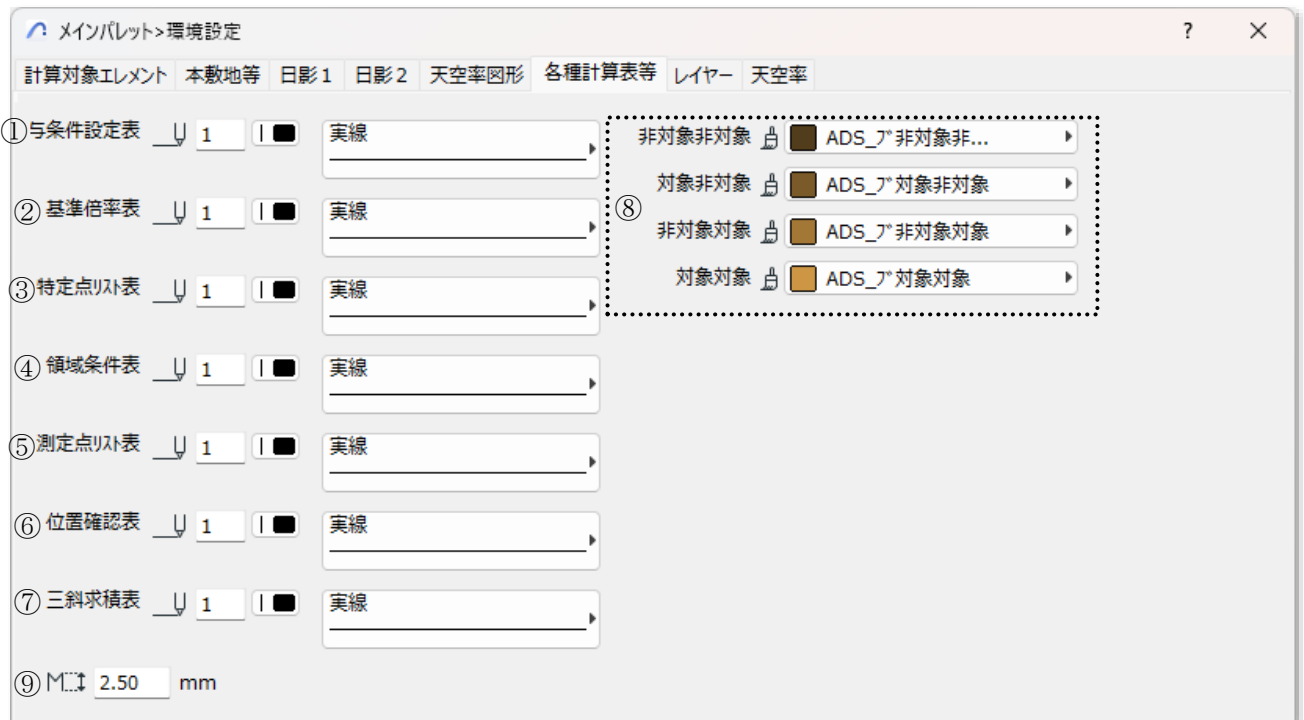 メインパレット>環境設定 ?
計算対象エレメント 本敷地等 日影1 日影2 天空率図形 各種計算表等 レイヤー 天空率
①与条件設定表 1 実線
②基準倍率表 1 実線
③特定点リスト表 1 実線
④領域条件表 1 実線
⑤測定点リスト表 1 実線
⑥位置確認表 1 実線
⑦三斜求積表 1 実線
⑧
非対象非対象 ADS_ブ非対象非...
対象非対象 ADS_ブ対象非対象
非対象対象 ADS_ブ非対象対象
対象対象 ADS_ブ対象対象
⑨ 2.50 mm